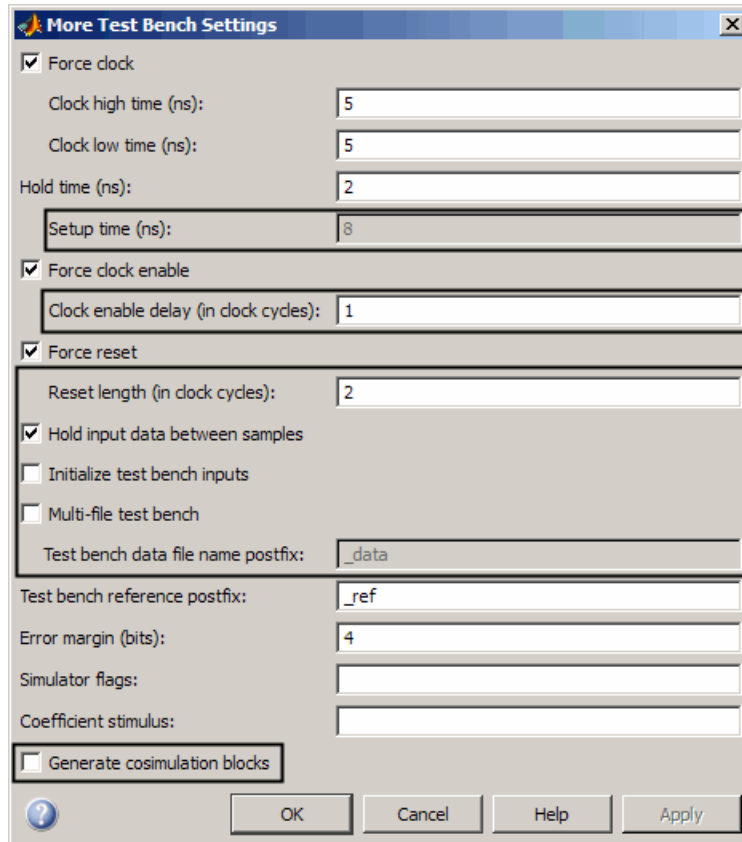 More Test Bench Settings
Force clock
Clock high time (ns): 5
Clock low time (ns): 5
Hold time (ns): 2
Setup time (ns): 8
Force clock enable
Clock enable delay (in clock cycles): 1
Force reset
Reset length (in clock cycles): 2
Hold input data between samples
Initialize test bench inputs
Multi-file test bench
Test bench data file name postfix: _data
Test bench reference postfix: _ref
Error margin (bits): 4
Simulator flags:
Coefficient stimulus:
Generate cosimulation blocks
? OK Cancel Help Apply